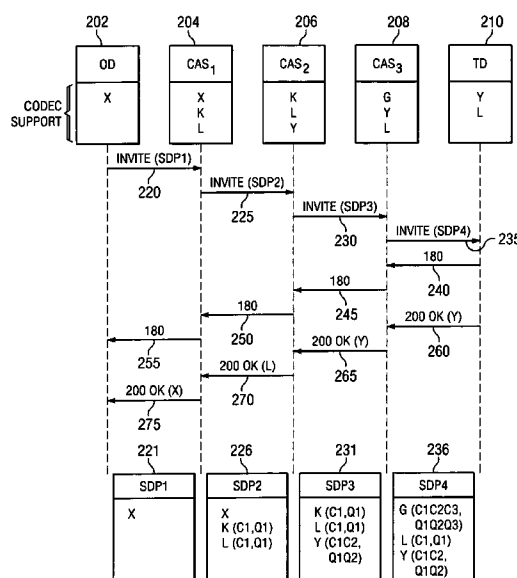 202 204 206 208 210
OD CAS1 CAS2 CAS3 TD
CODEC SUPPORT
X X K G Y
K L Y L
L Y L
INVITE (SDP1)
220
INVITE (SDP2)
225
INVITE (SDP3)
230
INVITE (SDP4)
235
180
240
180
245
180
250
180
255
200 OK (Y)
260
200 OK (Y)
265
200 OK (L)
270
200 OK (X)
275
221 226 231 236
SDP1 SDP2 SDP3 SDP4
X X K (C1,Q1) G (C1C2C3,
K (C1,Q1) L (C1,Q1) Q1Q2Q3)
L (C1,Q1) Y (C1C2, L (C1,Q1)
Q1Q2) Y (C1C2,
Q1Q2)